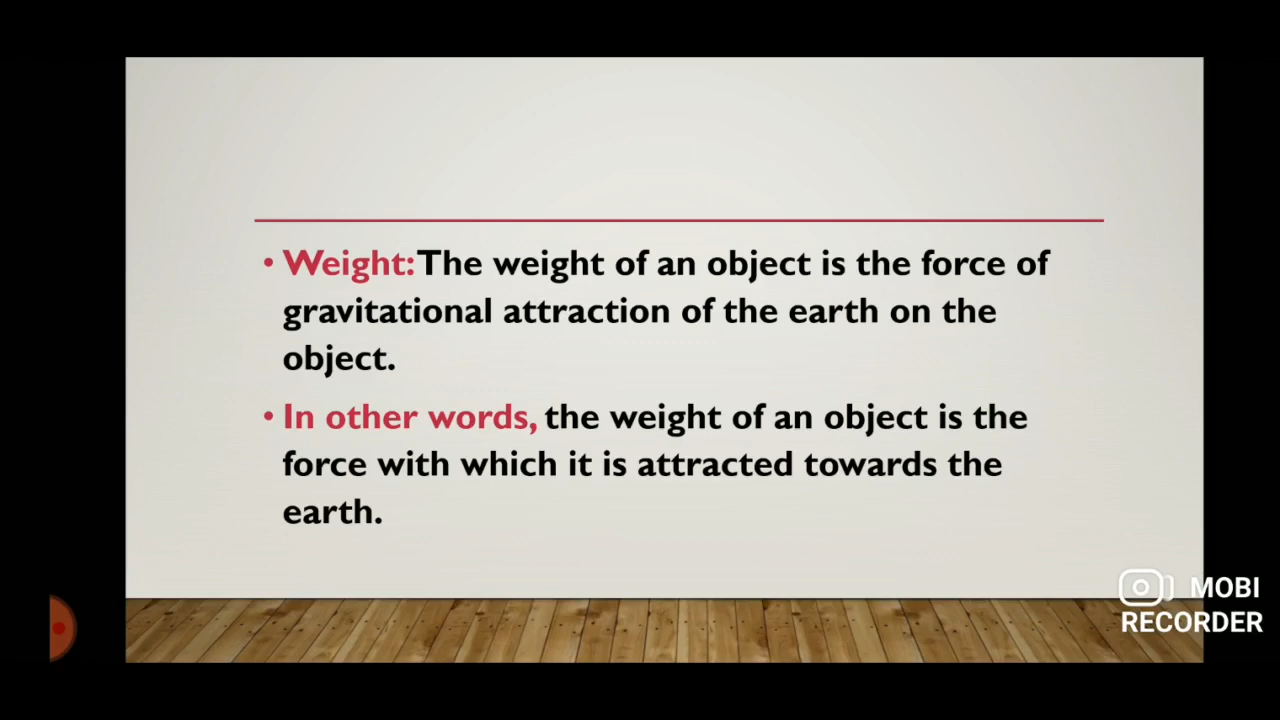 • Weight: The weight of an object is the force of
gravitational attraction of the earth on the
object.
• In other words, the weight of an object is the
force with which it is attracted towards the
earth.
MOBI
RECORDER